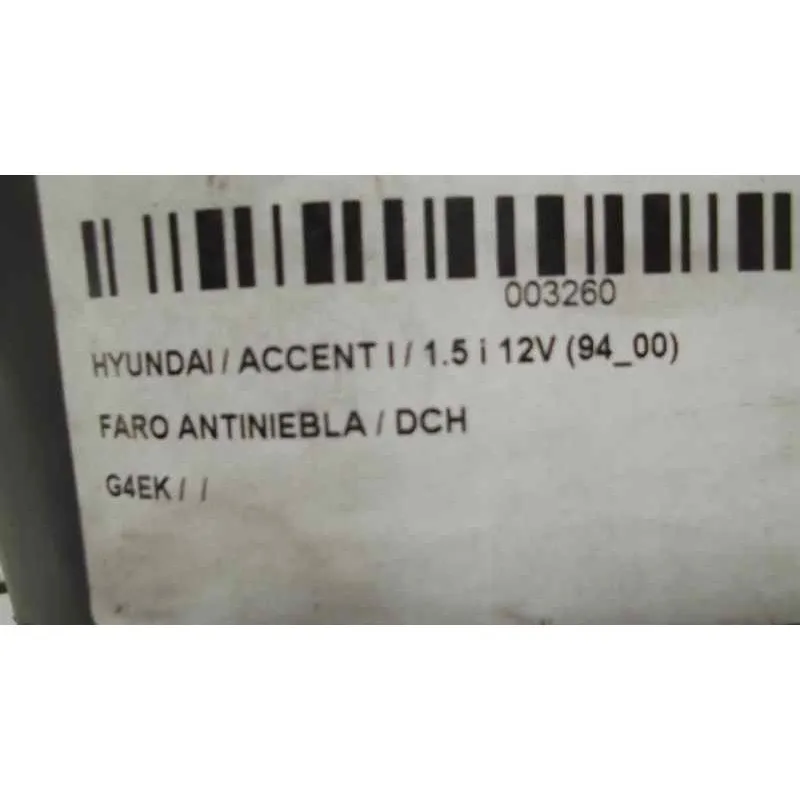 003260
HYUNDAI / ACCENT I / 1.5 i 12V (94_00)
FARO ANTINIEBLA / DCH
G4EK / /